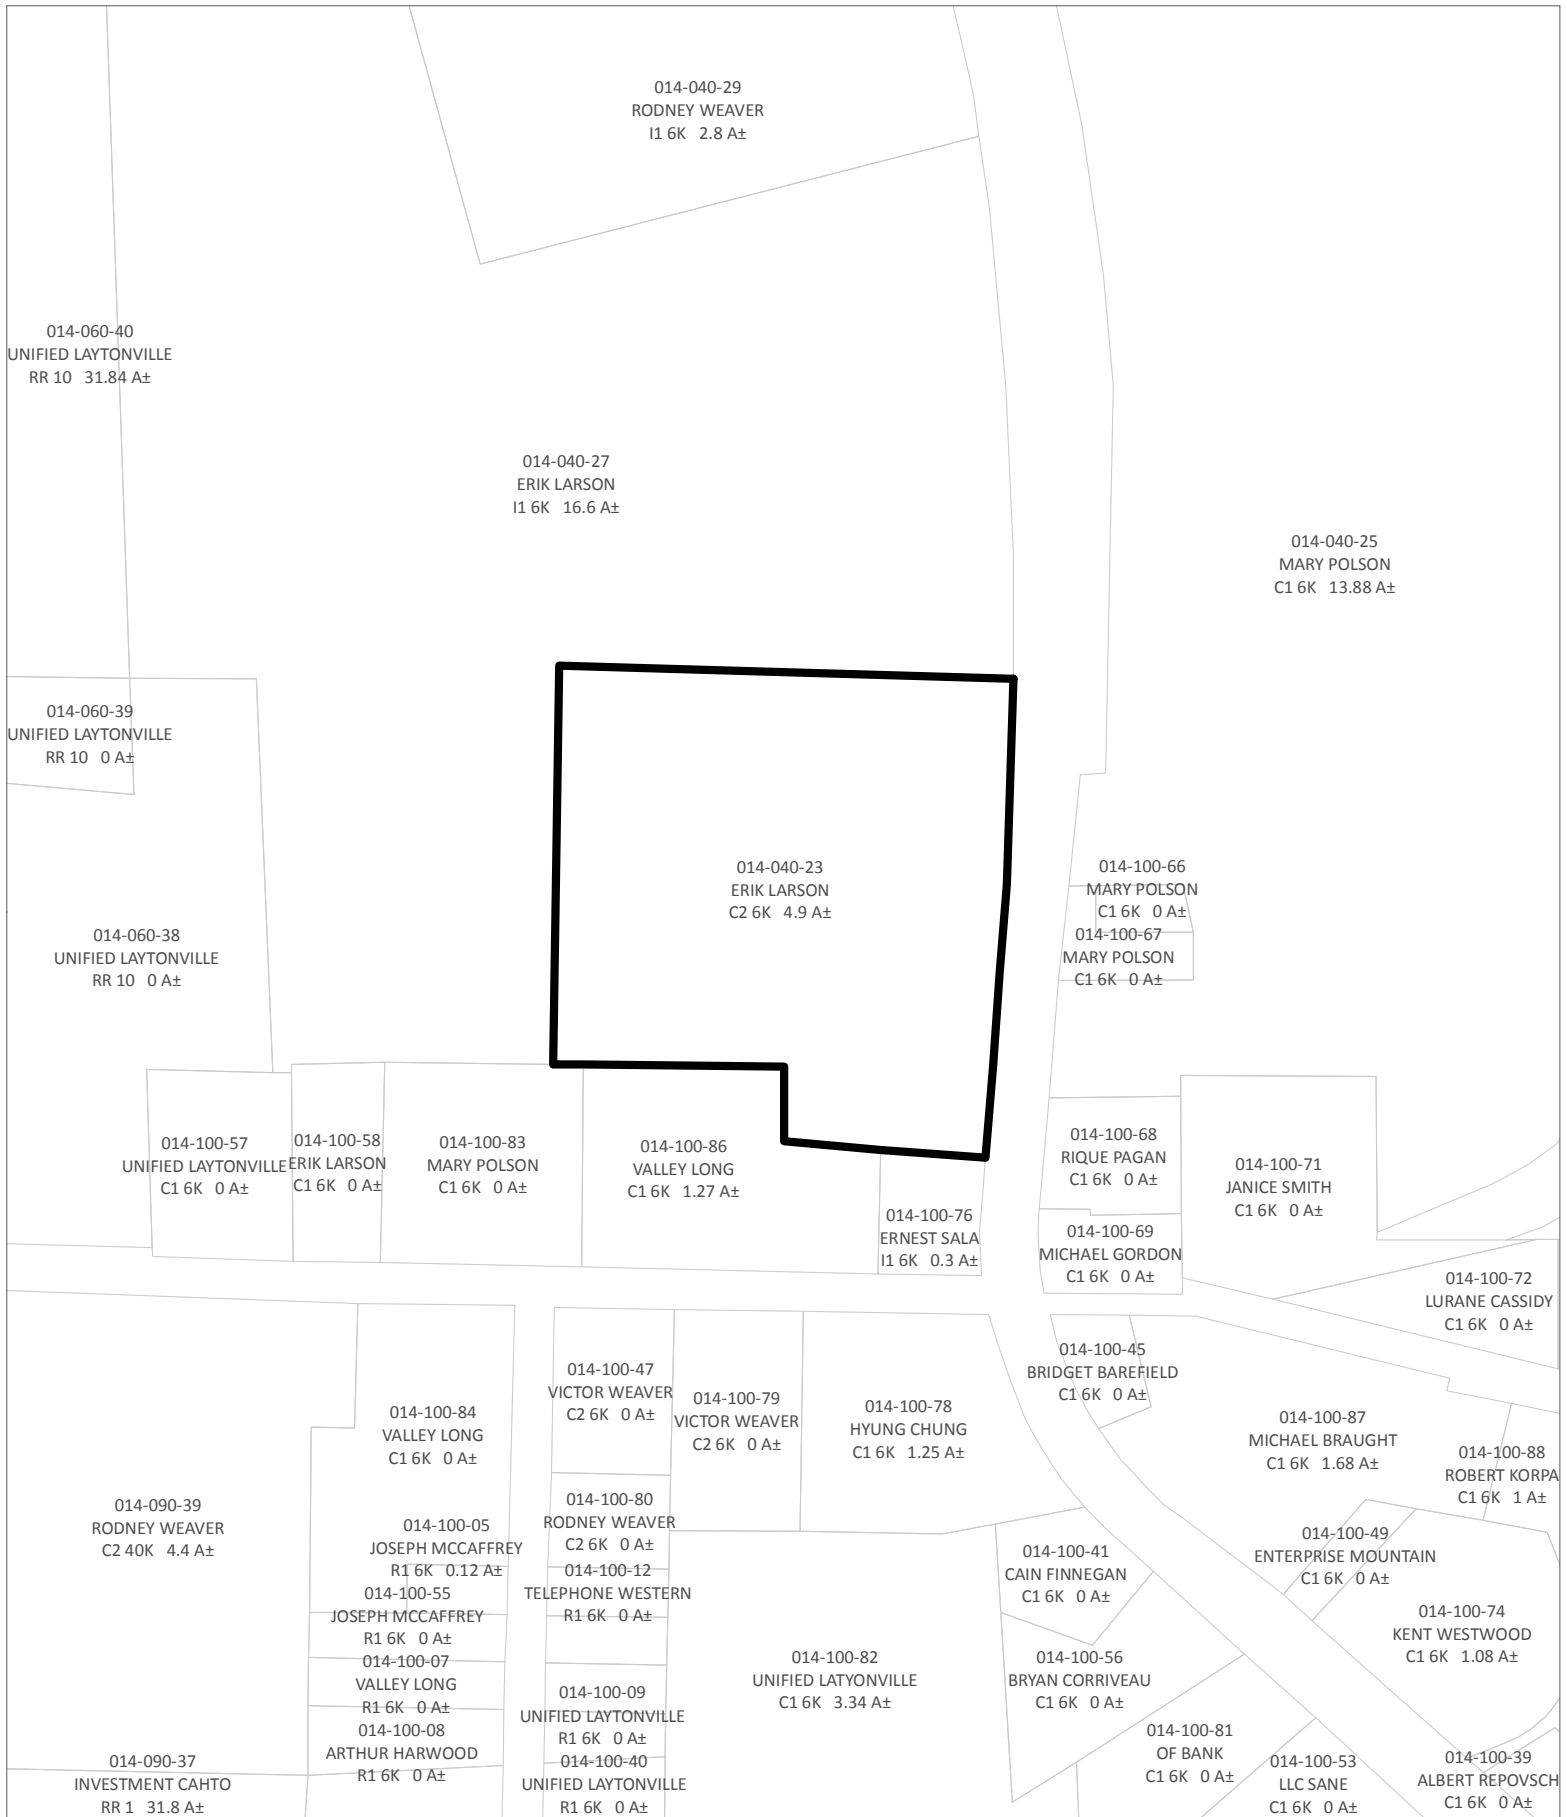 014-040-29
RODNEY WEAVER
I1 6K 2.8 A±
014-060-40
UNIFIED LAYTONVILLE
RR 10 31.84 A±
014-040-27
ERIK LARSON
I1 6K 16.6 A±
014-040-25
MARY POLSON
C1 6K 13.88 A±
014-060-39
UNIFIED LAYTONVILLE
RR 10 0 A±
014-040-23
ERIK LARSON
C2 6K 4.9 A±
014-100-66
MARY POLSON
C1 6K 0 A±
014-100-67
MARY POLSON
C1 6K 0 A±
014-060-38
UNIFIED LAYTONVILLE
RR 10 0 A±
014-100-57
UNIFIED LAYTONVILLE
C1 6K 0 A±
014-100-58
ERIK LARSON
C1 6K 0 A±
014-100-83
MARY POLSON
C1 6K 0 A±
014-100-86
VALLEY LONG
C1 6K 1.27 A±
014-100-76
ERNEST SALA
I1 6K 0.3 A±
014-100-68
RIQUE PAGAN
C1 6K 0 A±
014-100-71
JANICE SMITH
C1 6K 0 A±
014-100-69
MICHAEL GORDON
C1 6K 0 A±
014-100-72
LURANE CASSIDY
C1 6K 0 A±
014-100-45
BRIDGET BAREFIELD
C1 6K 0 A±
014-100-47
VICTOR WEAVER
C2 6K 0 A±
014-100-79
VICTOR WEAVER
C2 6K 0 A±
014-100-78
HYUNG CHUNG
C1 6K 1.25 A±
014-100-84
VALLEY LONG
C1 6K 0 A±
014-100-87
MICHAEL BRAUGHT
C1 6K 1.68 A±
014-100-88
ROBERT KORPA
C1 6K 1 A±
014-090-39
RODNEY WEAVER
C2 40K 4.4 A±
014-100-05
JOSEPH MCCAFFREY
R1 6K 0.12 A±
014-100-80
RODNEY WEAVER
C2 6K 0 A±
014-100-12
TELEPHONE WESTERN
R1 6K 0 A±
014-100-41
CAIN FINNEGAN
C1 6K 0 A±
014-100-49
ENTERPRISE MOUNTAIN
C1 6K 0 A±
014-100-55
JOSEPH MCCAFFREY
R1 6K 0 A±
014-100-74
KENT WESTWOOD
C1 6K 1.08 A±
014-100-07
VALLEY LONG
R1 6K 0 A±
014-100-82
UNIFIED LATYONVILLE
C1 6K 3.34 A±
014-100-56
BRYAN CORRIVEAU
C1 6K 0 A±
014-100-09
UNIFIED LAYTONVILLE
R1 6K 0 A±
014-100-08
ARTHUR HARWOOD
R1 6K 0 A±
014-100-81
OF BANK
C1 6K 0 A±
014-090-37
INVESTMENT CAHTO
RR 1 31.8 A±
014-100-40
UNIFIED LAYTONVILLE
R1 6K 0 A±
014-100-53
LLC SANE
C1 6K 0 A±
014-100-39
ALBERT REPOVSCH
C1 6K 0 A±